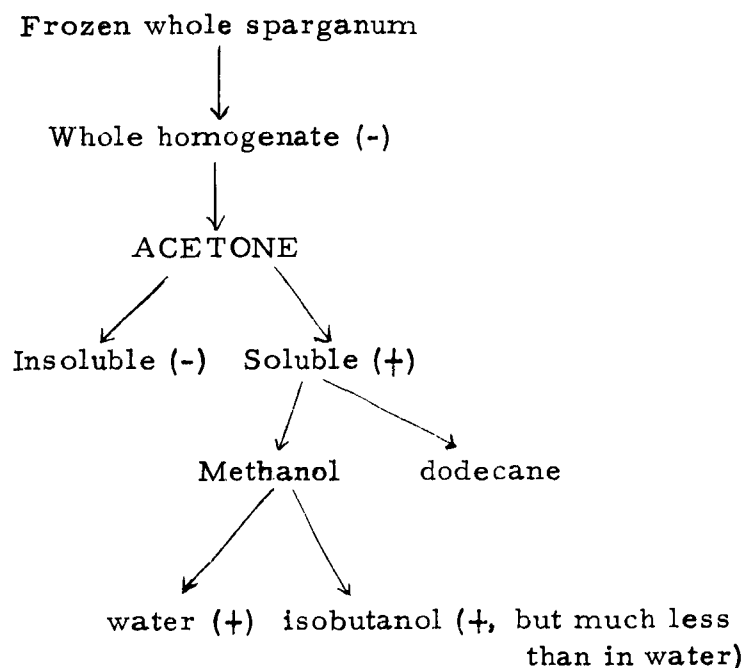 Frozen whole sparganum
Whole homogenate (-)
ACETONE
Insoluble (-) Soluble (+)
Methanol dodecane
water (+) isobutanol (+, but much less
than in water)